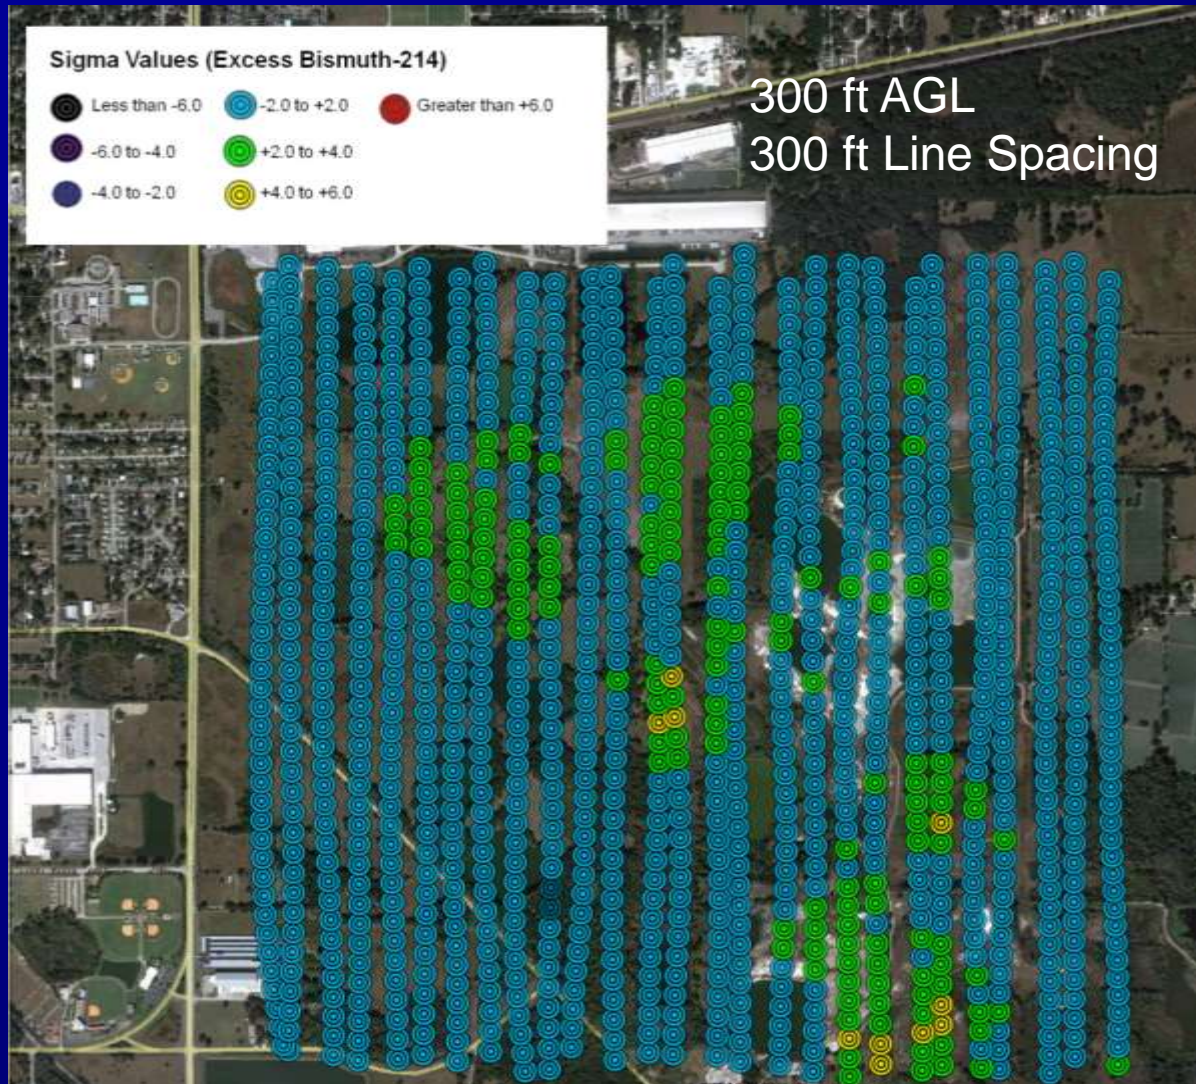 Sigma Values (Excess Bismuth-214)
Less than -6.0
-2.0 to +2.0
Greater than +6.0
-6.0 to -4.0
+2.0 to +4.0
-4.0 to -2.0
+4.0 to +6.0
300 ft AGL
300 ft Line Spacing